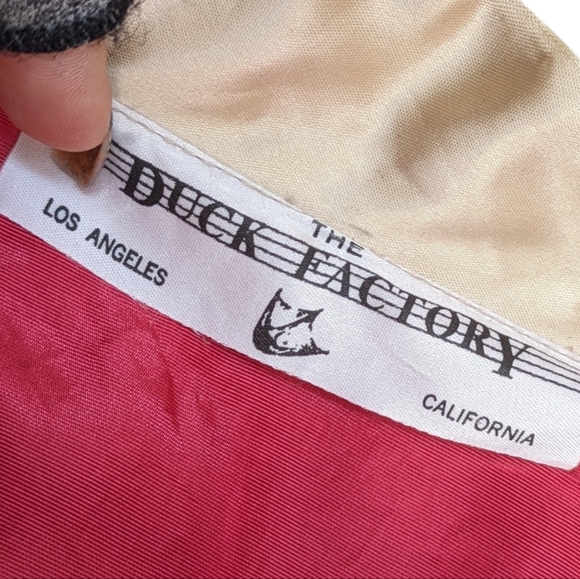 THE
DUCK FACTORY
LOS ANGELES
CALIFORNIA